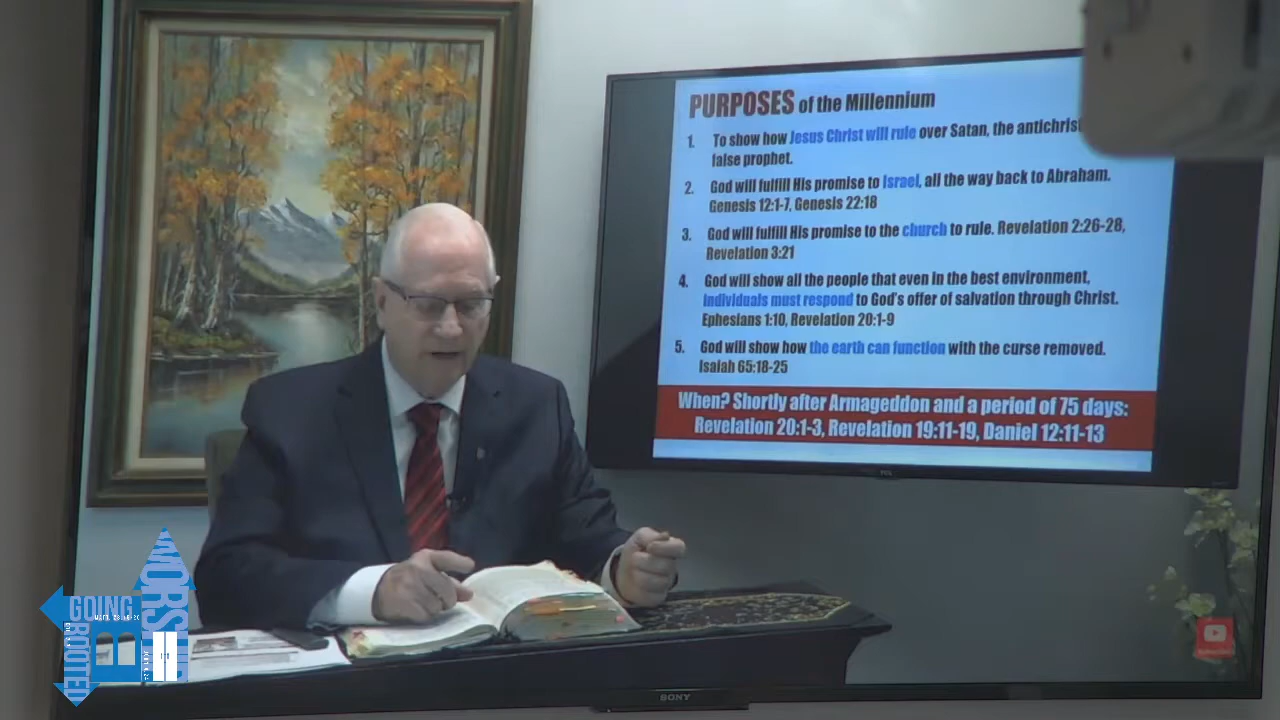 PURPOSES of the Millennium
1. To show how Jesus Christ will rule over Satan, the antichrist
false prophet.
2. God will fulfill His promise to Israel, all the way back to Abraham.
Genesis 12:1-7, Genesis 22:18
3. God will fulfill His promise to the church to rule. Revelation 2:26-28,
Revelation 3:21
4. God will show all the people that even in the best environment,
individuals must respond to God's offer of salvation through Christ.
Ephesians 1:10, Revelation 20:1-9
5. God will show how the earth can function with the curse removed.
Isaiah 65:18-25
When? Shortly after Armageddon and a period of 75 days:
Revelation 20:1-3, Revelation 19:11-19, Daniel 12:11-13
TCL
GOING
ROOTED
WORSHIP
SONY